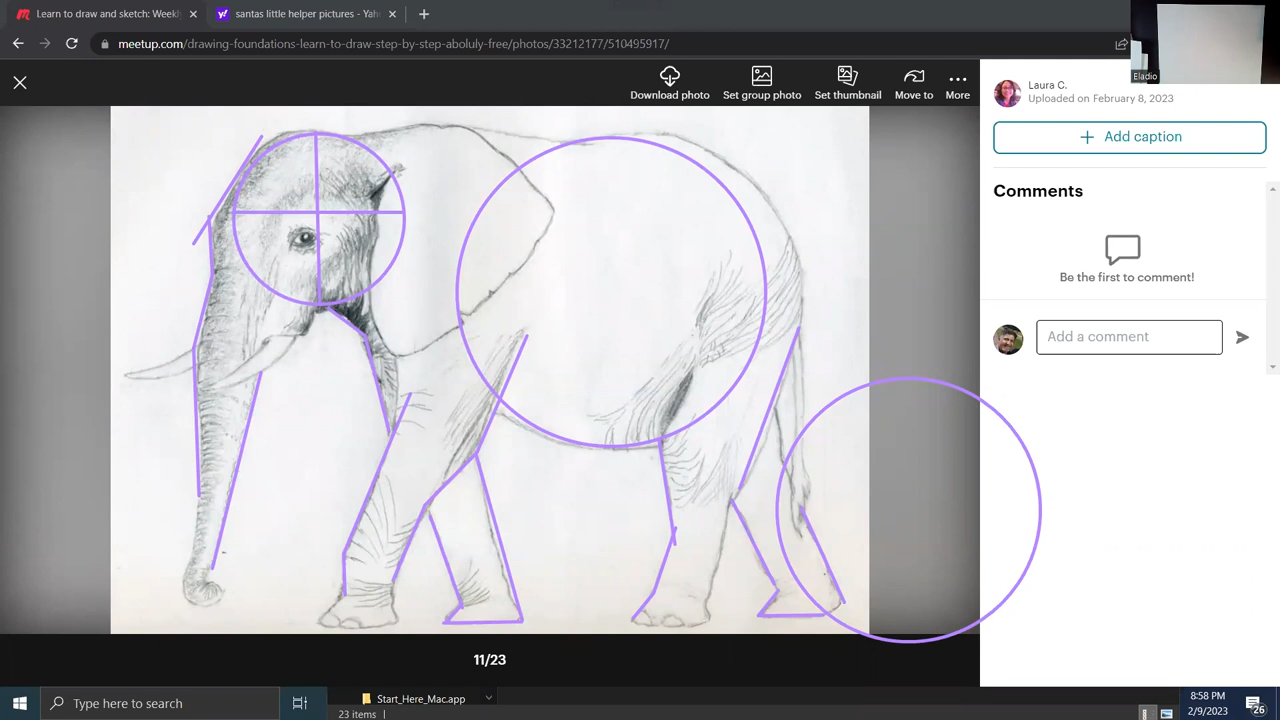 Learn to draw and sketch: Weekly
santas little helper pictures - Yah
meetup.com/drawing-foundations-learn-to-draw-step-by-step-aboluly-free/photos/33212177/510495917/
Eladio
Download photo
Set group photo
Set thumbnail
Move to
More
Laura C.
Uploaded on February 8, 2023
Add caption
Comments
Be the first to comment!
Add a comment
11/23
Type here to search
Start_Here_Mac.app
23 items
8:58 PM
2/9/2023
26